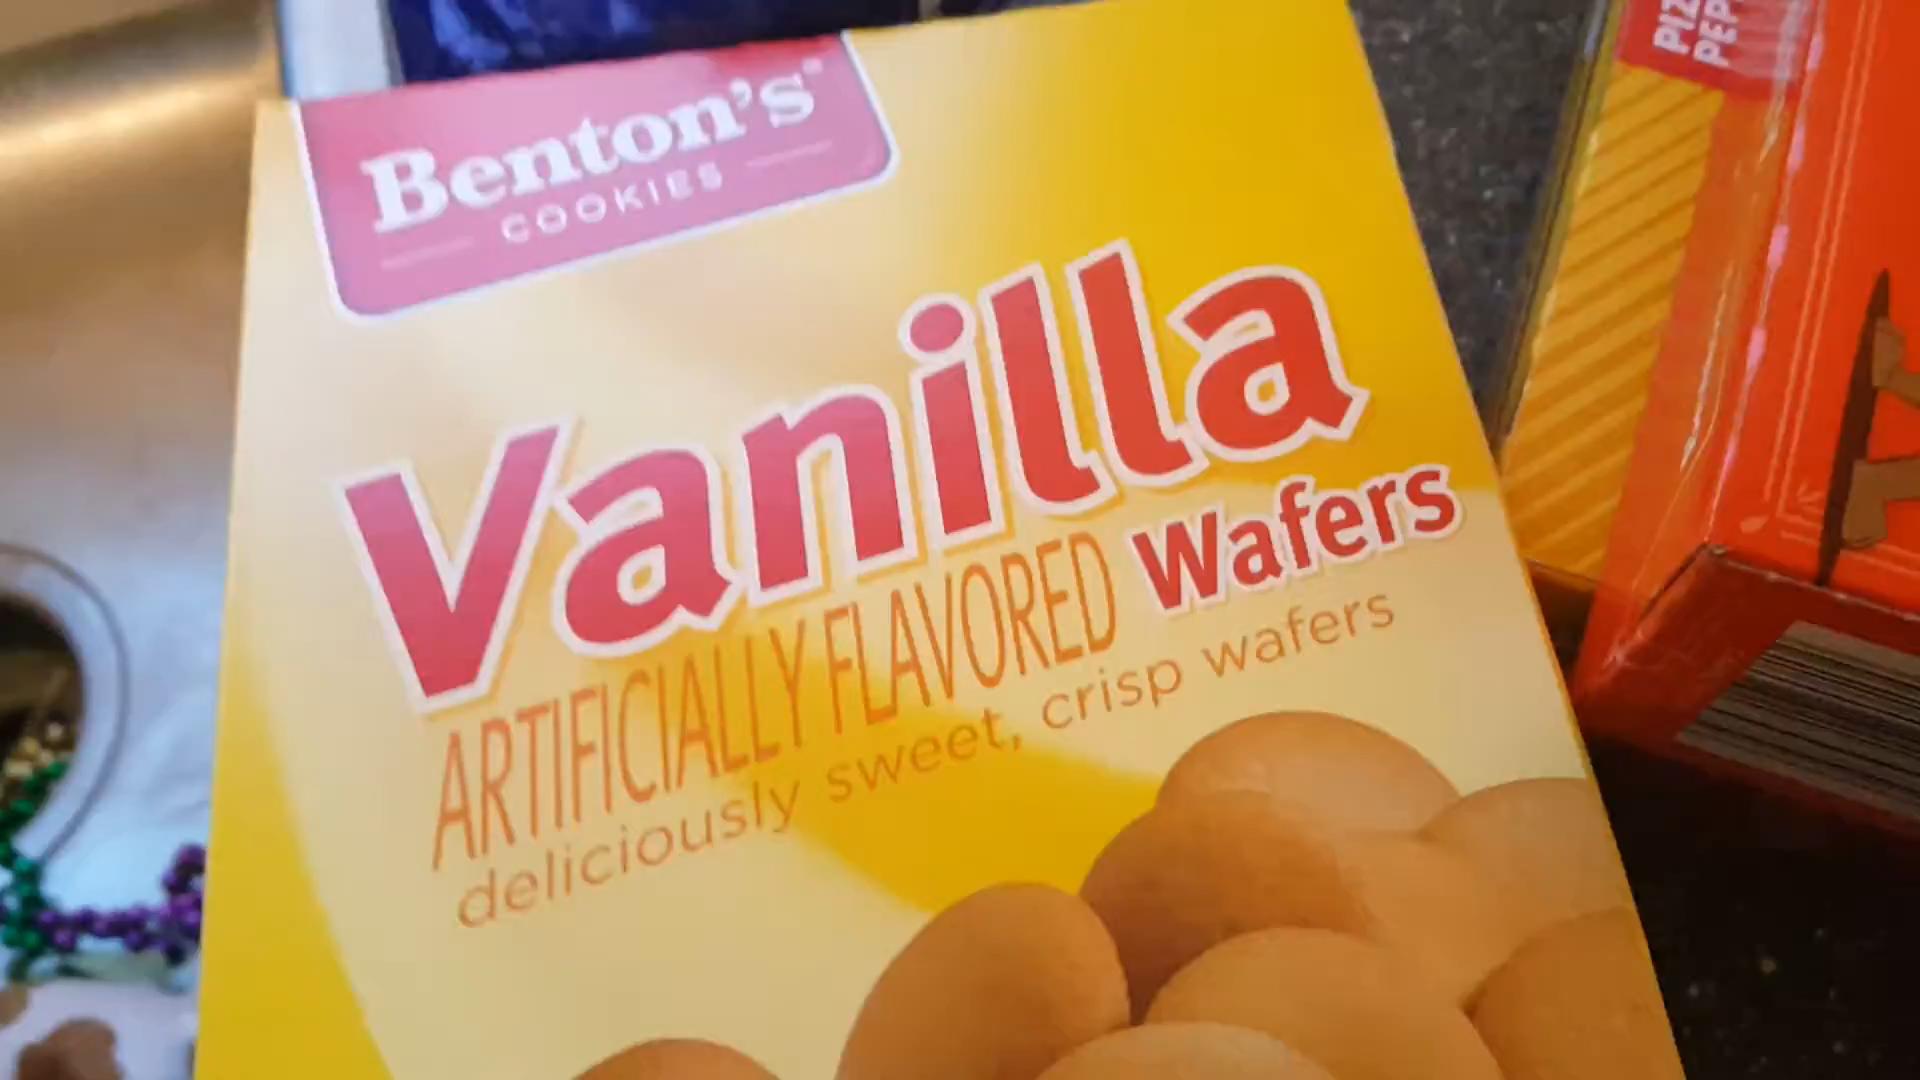 Benton's
COOKIES
Vanilla
ARTIFICIALLY FLAVORED Wafers
deliciously sweet, crisp wafers